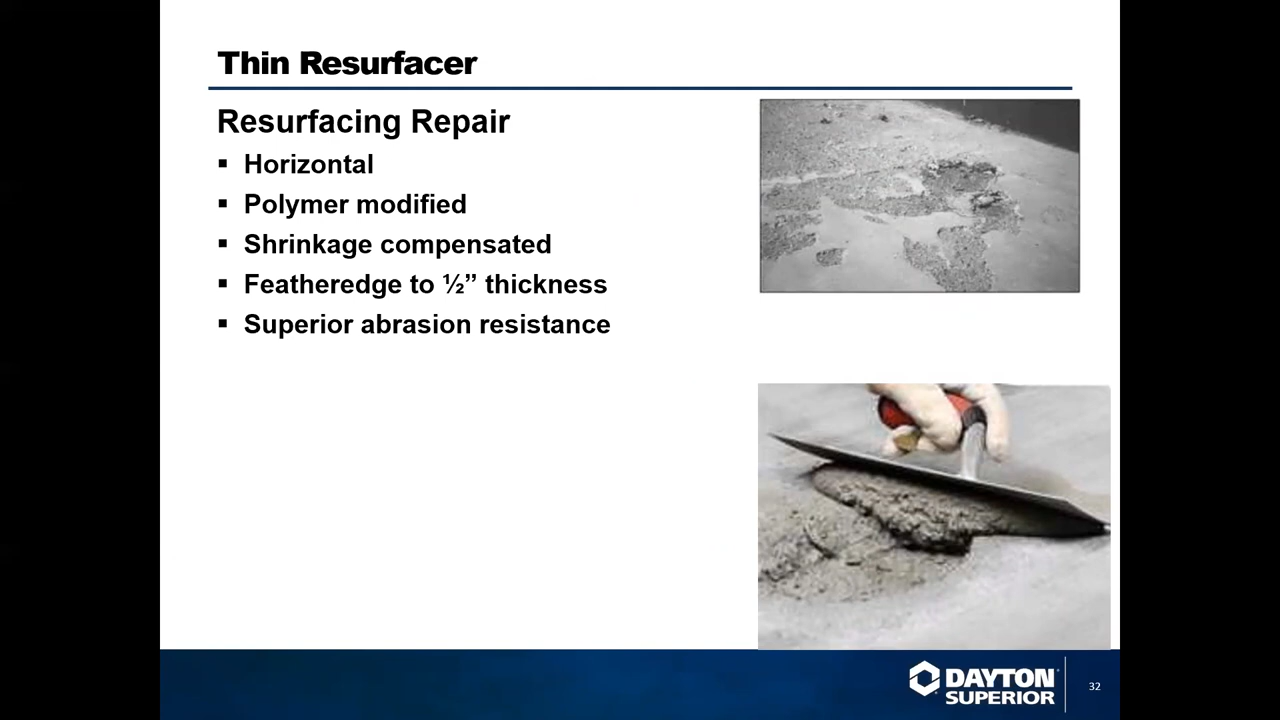 Thin Resurfacer
Resurfacing Repair
▪ Horizontal
▪ Polymer modified
▪ Shrinkage compensated
▪ Featheredge to ½” thickness
▪ Superior abrasion resistance
DAYTON
SUPERIOR
32